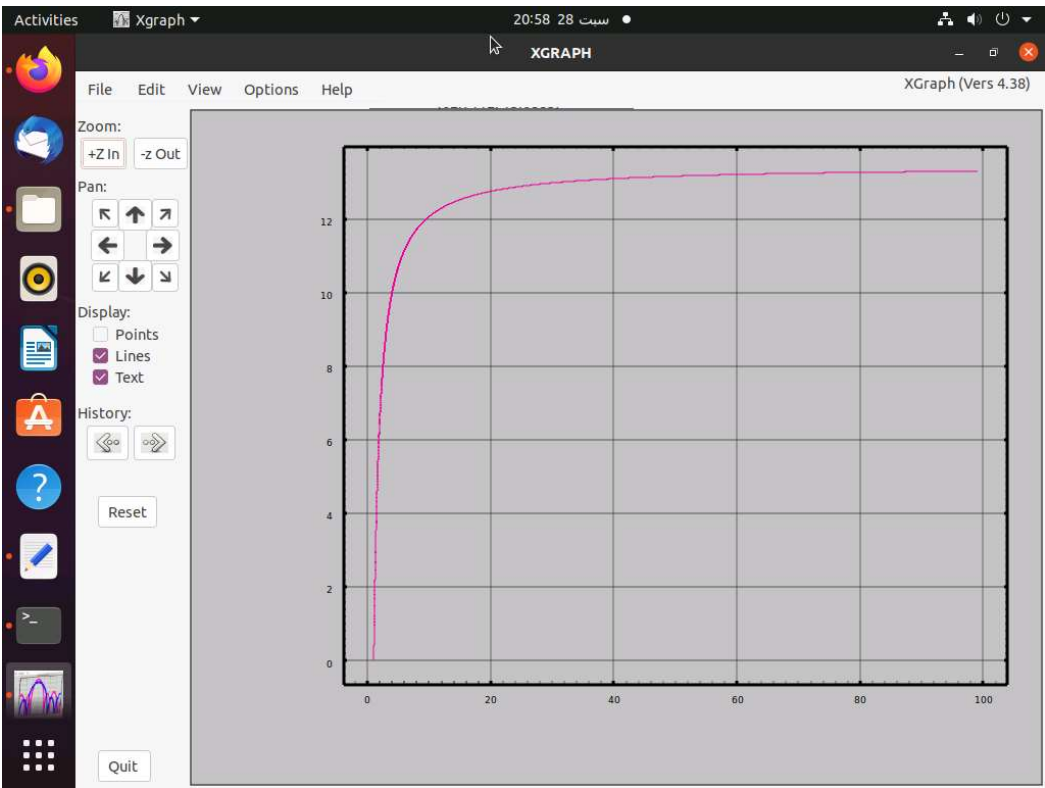 Activities Xgraph 20:58 28 سبت
XGRAPH
File Edit View Options Help XGraph (Vers 4.38)
Zoom:
+Z In -z Out
Pan:
Display:
Points
Lines
Text
History:
Reset
Quit
12
10
8
6
4
2
0
0 20 40 60 80 100